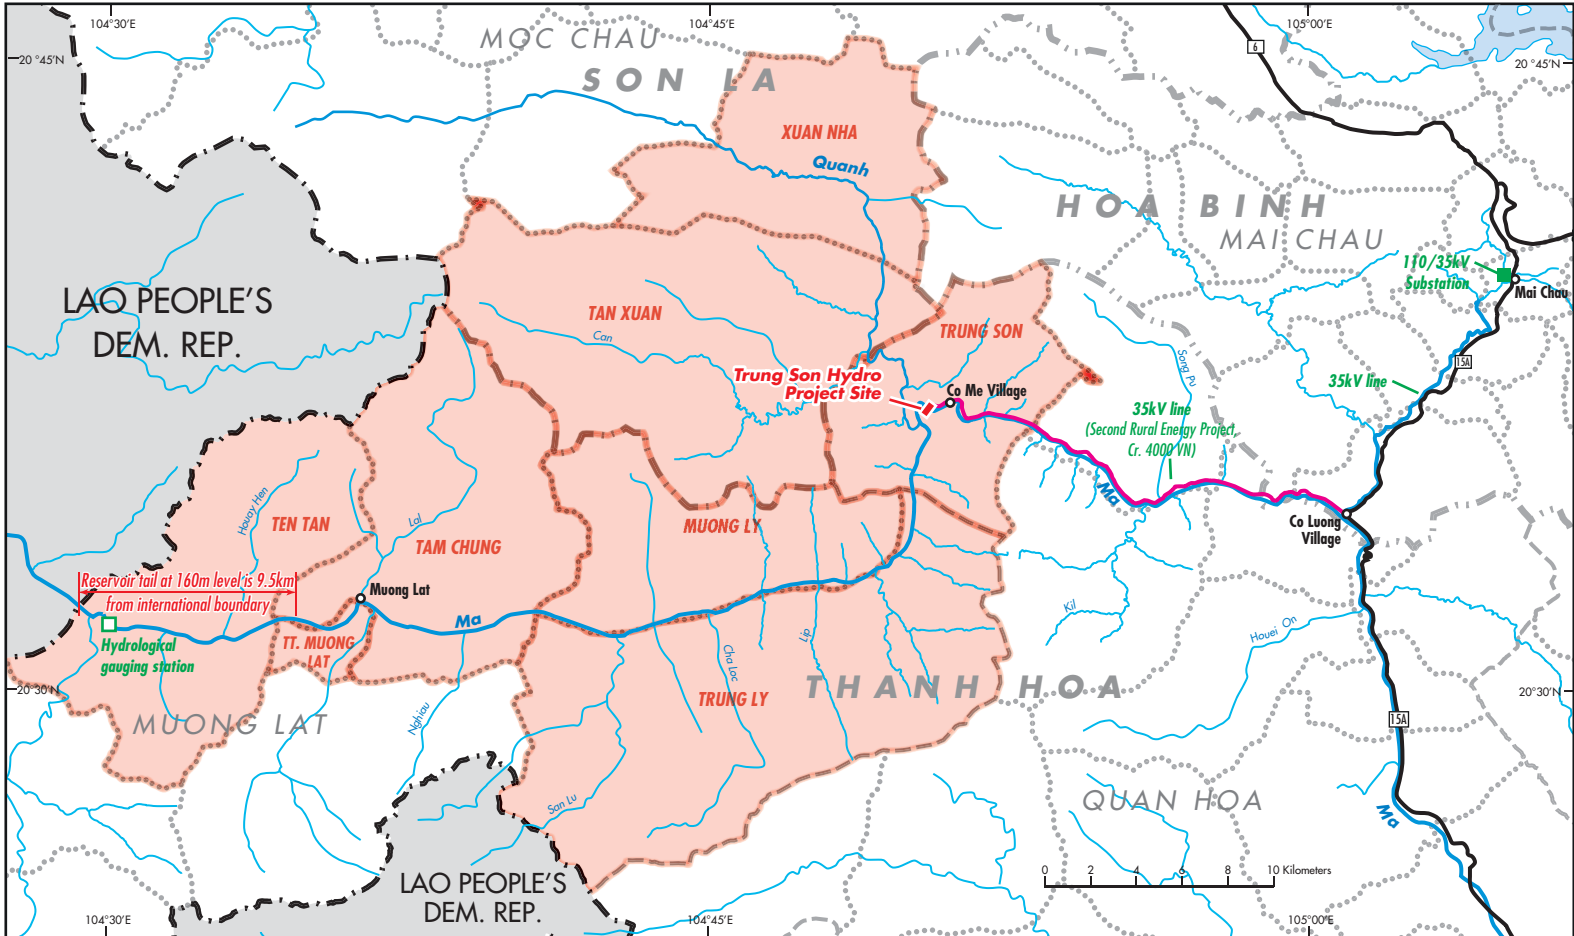 104°30'E
104°45'E
105°00'E
MOC CHAU
6
20°45'N
20°45'N
SON LA
XUAN NHA
Quanh
HOA BINH
MAI CHAU
110/35kV
Substation
Mai Chau
LAO PEOPLE'S
DEM. REP.
TAN XUAN
Can
TRUNG SON
Song Pu
15A
Trung Son Hydro
Project Site
Co Me Village
35kV line
35kV line
(Second Rural Energy Project,
Cr. 4000 VN)
Houay Hen
Ma
TEN TAN
Lal
TAM CHUNG
MUONG LY
Co Luong
Village
Reservoir tail at 160m level is 9.5km
from international boundary
Muong Lat
Ma
Kil
Houei On
Hydrological
gauging station
TT. MUONG
LAT
Cha Loc
Lip
20°30'N
THANH HOA
20°30'N
TRUNG LY
MUONG LAT
Nghiau
15A
San Lu
QUAN HOA
Ma
0 2 4 6 8 10 Kilometers
LAO PEOPLE'S
DEM. REP.
104°30'E
104°45'E
105°00'E